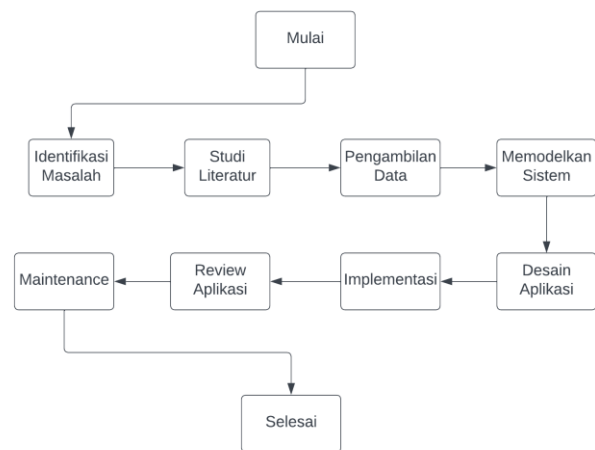 Mulai
Identifikasi
Masalah
Studi
Literatur
Pengambilan
Data
Memodelkan
Sistem
Desain
Aplikasi
Implementasi
Review
Aplikasi
Maintenance
Selesai